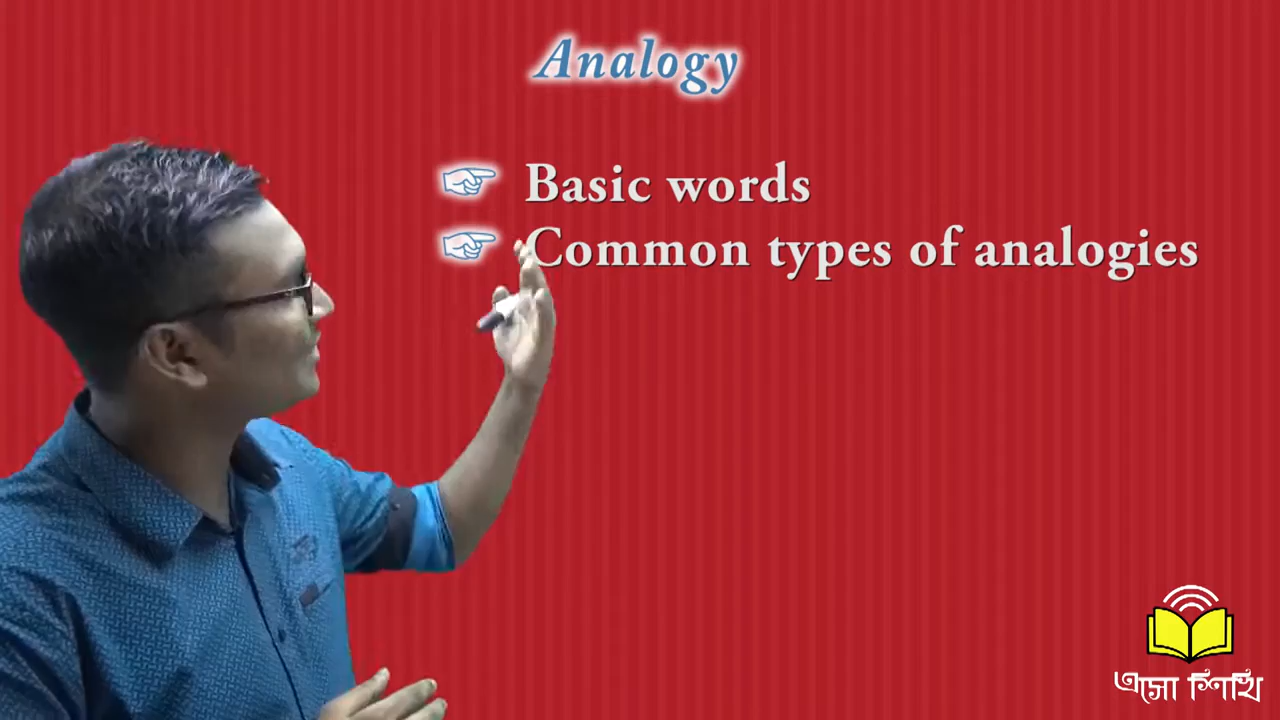 Analogy
Basic words
Common types of analogies
এসো শিখি